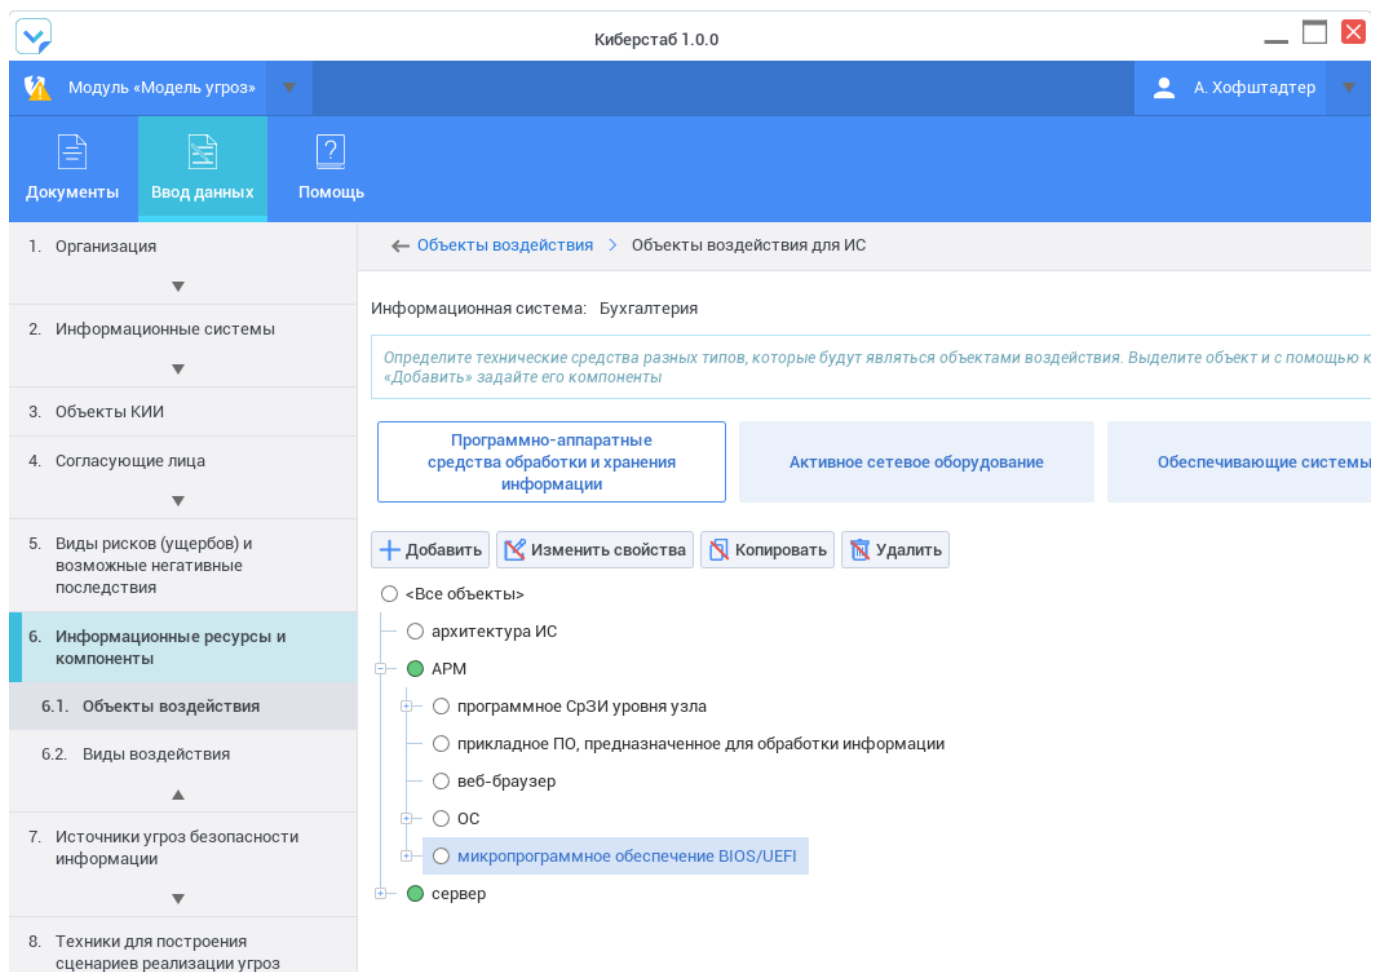 Киберстаб 1.0.0
Модуль «Модель угроз»
А. Хофштадтер
Документы
Ввод данных
Помощь
1. Организация
2. Информационные системы
3. Объекты КИИ
4. Согласующие лица
5. Виды рисков (ущербов) и
возможные негативные
последствия
6. Информационные ресурсы и
компоненты
6.1. Объекты воздействия
6.2. Виды воздействия
7. Источники угроз безопасности
информации
8. Техники для построения
сценариев реализации угроз
← Объекты воздействия > Объекты воздействия для ИС
Информационная система: Бухгалтерия
Определите технические средства разных типов, которые будут являться объектами воздействия. Выделите объект и с помощью к
«Добавить» задайте его компоненты
Программно-аппаратные
средства обработки и хранения
информации
Активное сетевое оборудование
Обеспечивающие системы
Добавить
Изменить свойства
Копировать
Удалить
<Все объекты>
архитектура ИС
АРМ
программное СрЗИ уровня узла
прикладное ПО, предназначенное для обработки информации
веб-браузер
ОС
микропрограммное обеспечение BIOS/UEFI
сервер